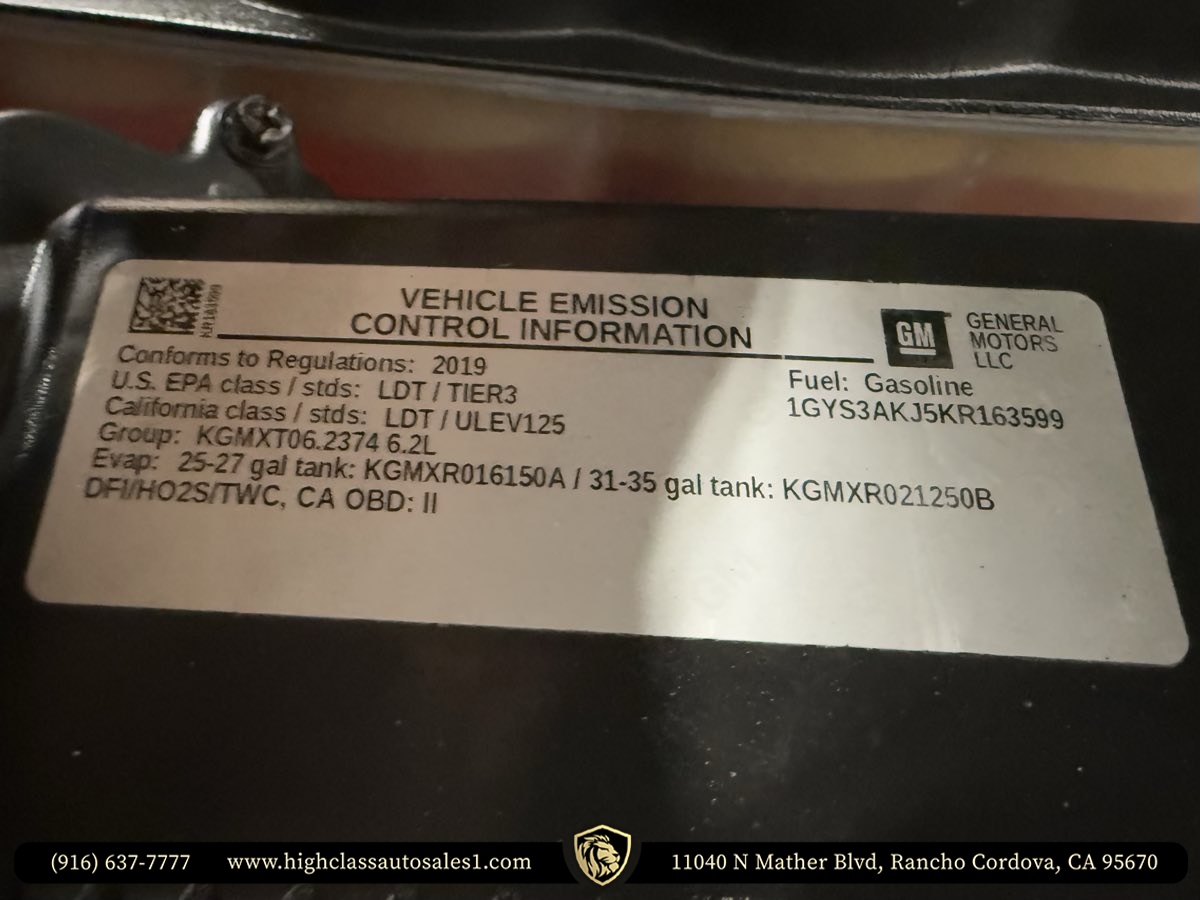 VEHICLE EMISSION
CONTROL INFORMATION
GM
GENERAL
MOTORS
LLC
Conforms to Regulations: 2019
U.S. EPA class / stds: LDT / TIER3
California class / stds: LDT / ULEV125
Group: KGMXT06.2374 6.2L
Evap: 25-27 gal tank: KGMXR016150A / 31-35 gal tank: KGMXR021250B
DFI/HO2S/TWC, CA OBD: II
Fuel: Gasoline
1GYS3AKJ5KR163599
(916) 637-7777 www.highclassautosales1.com 11040 N Mather Blvd, Rancho Cordova, CA 95670